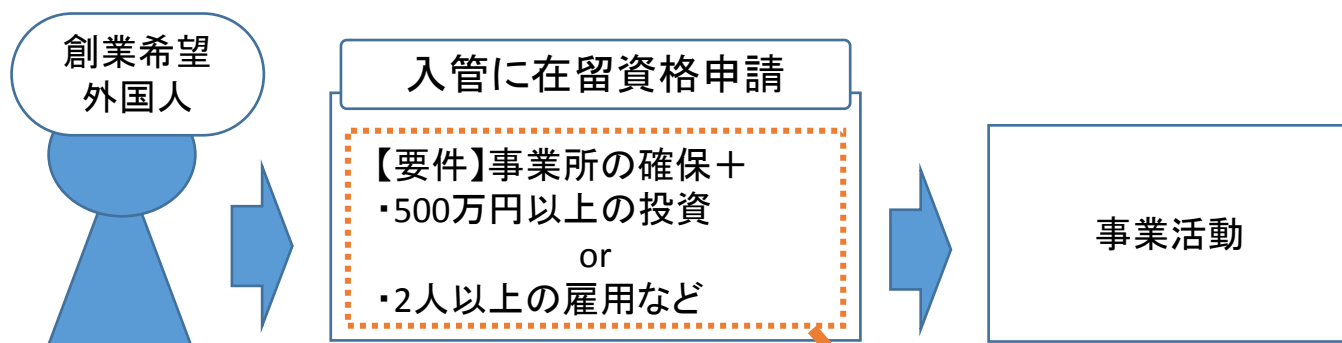 創業希望
外国人
入管に在留資格申請
【要件】事業所の確保＋
・500万円以上の投資
or
・2人以上の雇用など
事業活動